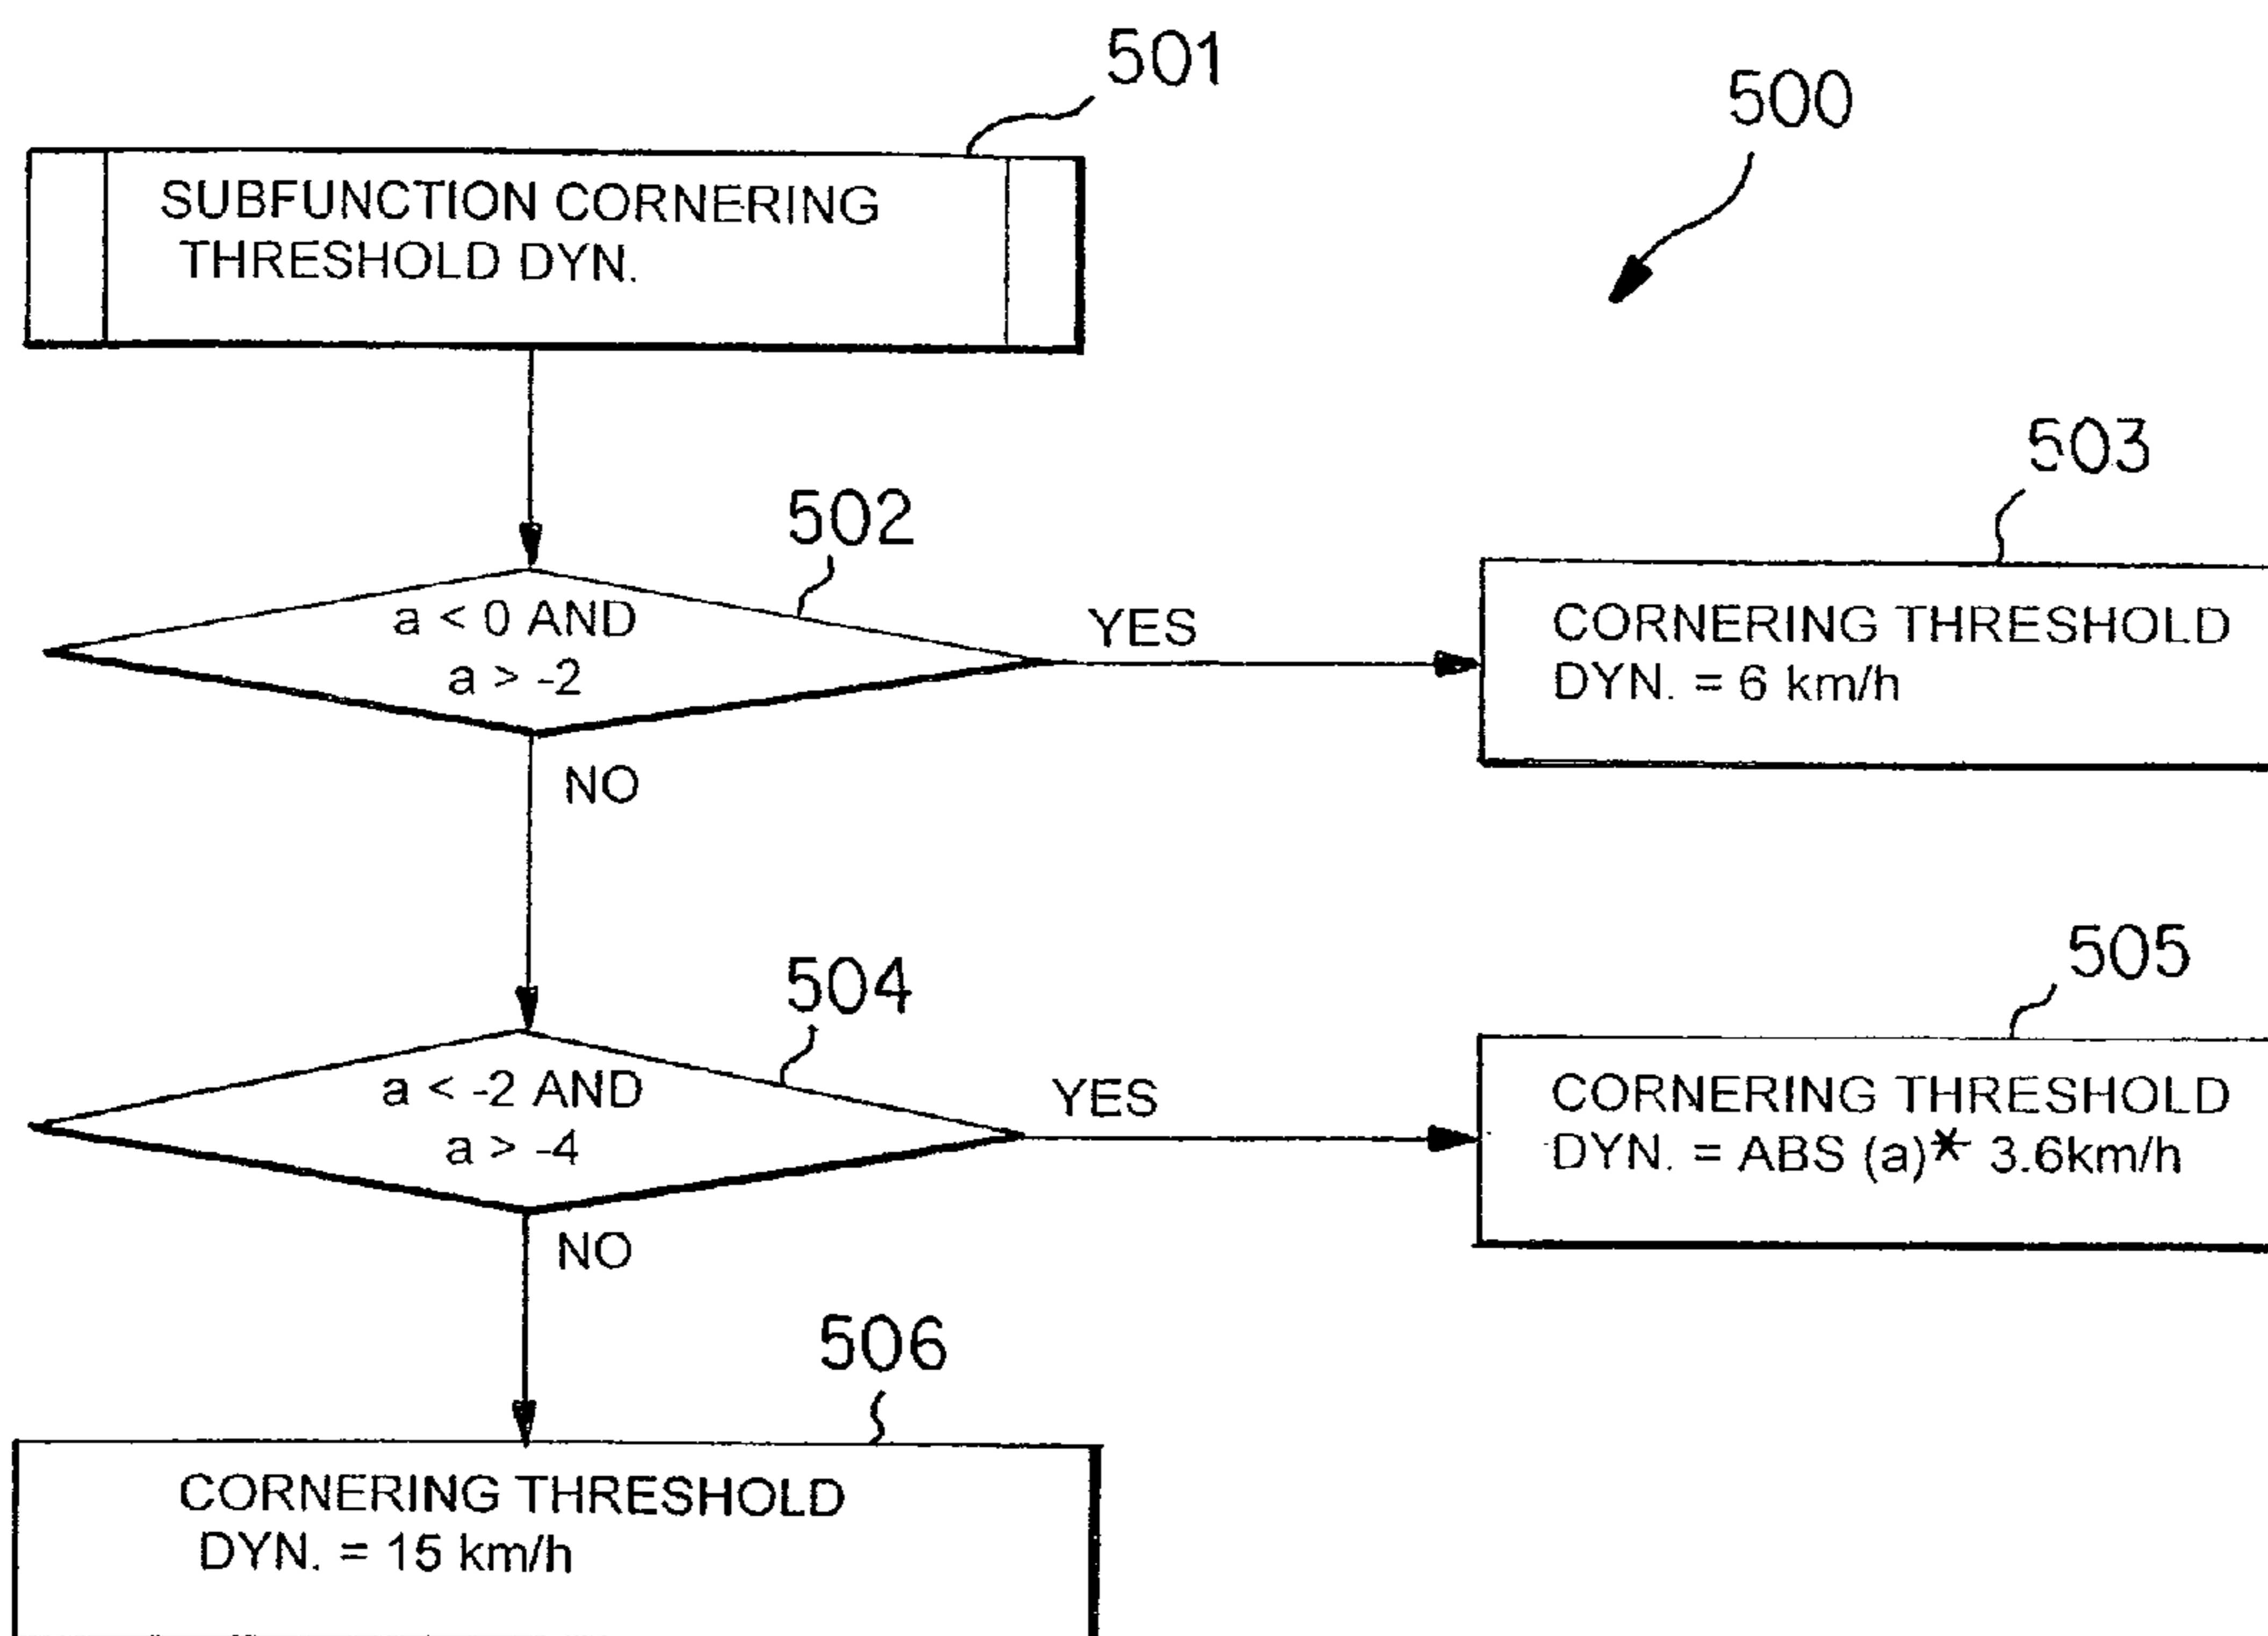 501
500
SUBFUNCTION CORNERING
THRESHOLD DYN.
502
a < 0 AND
a > -2
YES
503
CORNERING THRESHOLD
DYN. = 6 km/h
NO
504
a < -2 AND
a > -4
YES
505
CORNERING THRESHOLD
DYN. = ABS (a)* 3.6km/h
NO
506
CORNERING THRESHOLD
DYN. = 15 km/h